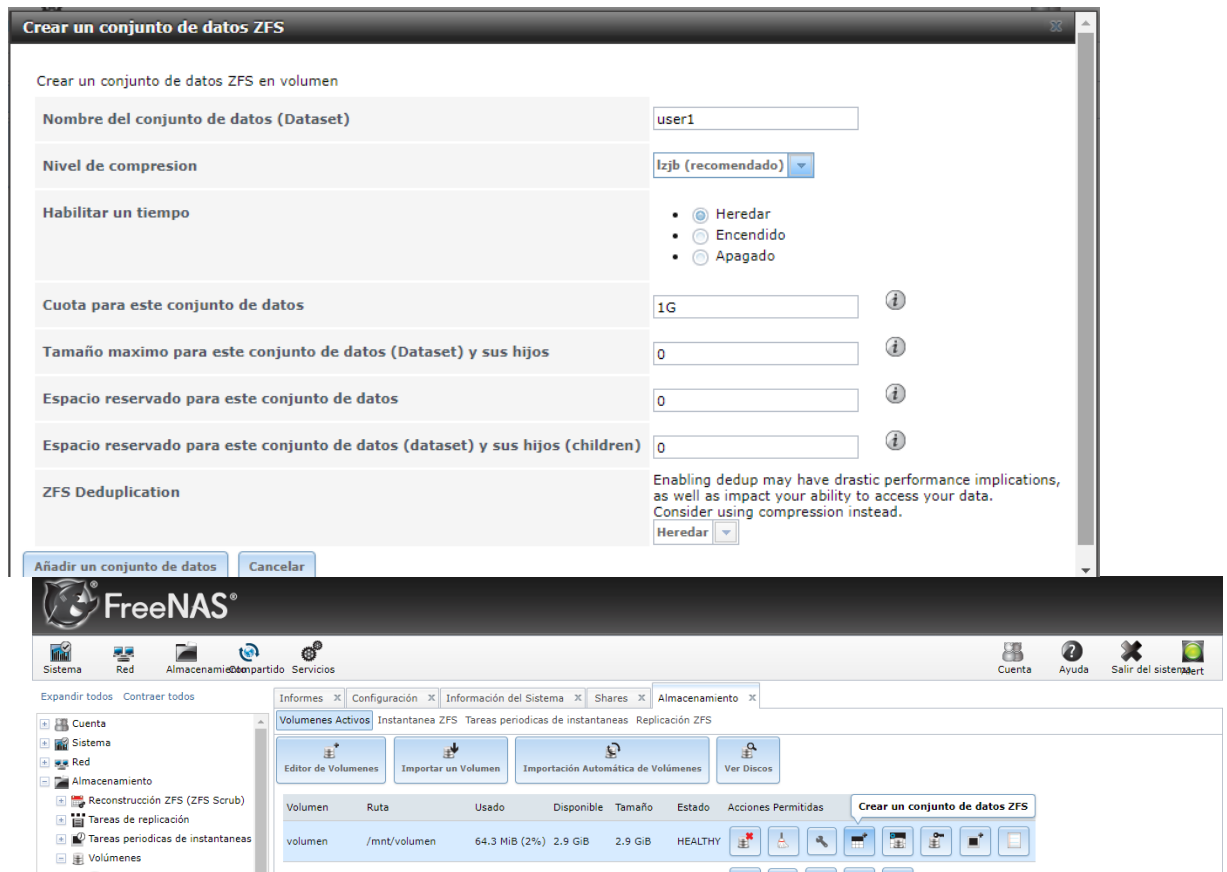 Crear un conjunto de datos ZFS
Crear un conjunto de datos ZFS en volumen
Nombre del conjunto de datos (Dataset) user1
Nivel de compresion lzjb (recomendado)
Habilitar un tiempo
Heredar
Encendido
Apagado
Cuota para este conjunto de datos 1G
Tamaño maximo para este conjunto de datos (Dataset) y sus hijos 0
Espacio reservado para este conjunto de datos 0
Espacio reservado para este conjunto de datos (dataset) y sus hijos (children) 0
ZFS Deduplication
Enabling dedup may have drastic performance implications,
as well as impact your ability to access your data.
Consider using compression instead.
Heredar
Añadir un conjunto de datos Cancelar
FreeNAS®
Sistema Red Almacenamiento Compartido Servicios Cuenta Ayuda Salir del sistema Alert
Expandir todos Contraer todos
Informes Configuración Información del Sistema Shares Almacenamiento
Volumenes Activos Instantanea ZFS Tareas periodicas de instantaneas Replicación ZFS
Cuenta
Sistema
Red
Almacenamiento
Reconstrucción ZFS (ZFS Scrub)
Tareas de replicación
Tareas periodicas de instantaneas
Volúmenes
Editor de Volumenes Importar un Volumen Importación Automática de Volúmenes Ver Discos
Volumen Ruta Usado Disponible Tamaño Estado Acciones Permitidas Crear un conjunto de datos ZFS
volumen /mnt/volumen 64.3 MiB (2%) 2.9 GiB 2.9 GiB HEALTHY